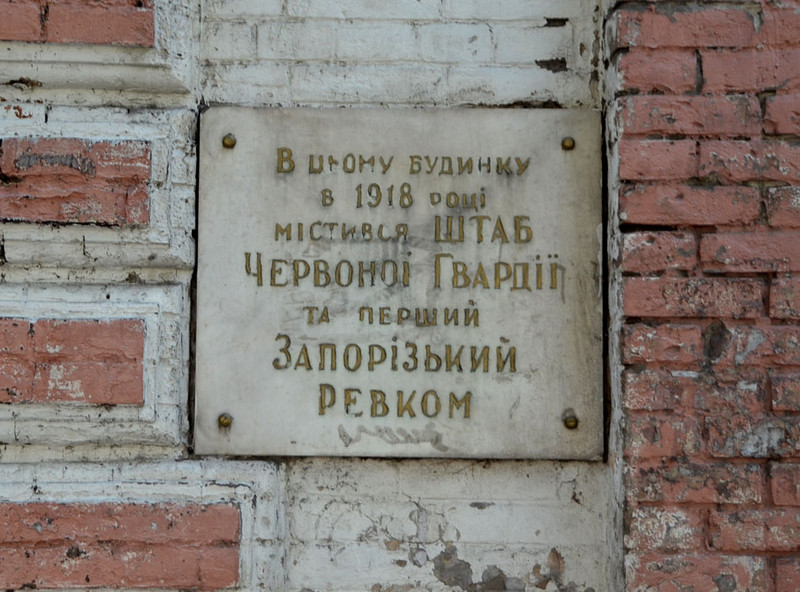 В цьому будинку
в 1918 році
містився ШТАБ
Червоної Гвардії
та перший
Запорізький
Ревком